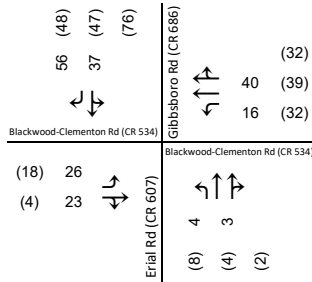 (48) (47) (76)
56 37
Gibbsboro Rd (CR 686)
(32)
40 (39)
16 (32)
Blackwood-Clementon Rd (CR 534)
Blackwood-Clementon Rd (CR 534)
(18) 26
(4) 23
Erial Rd (CR 607)
4 3
(8) (4) (2)